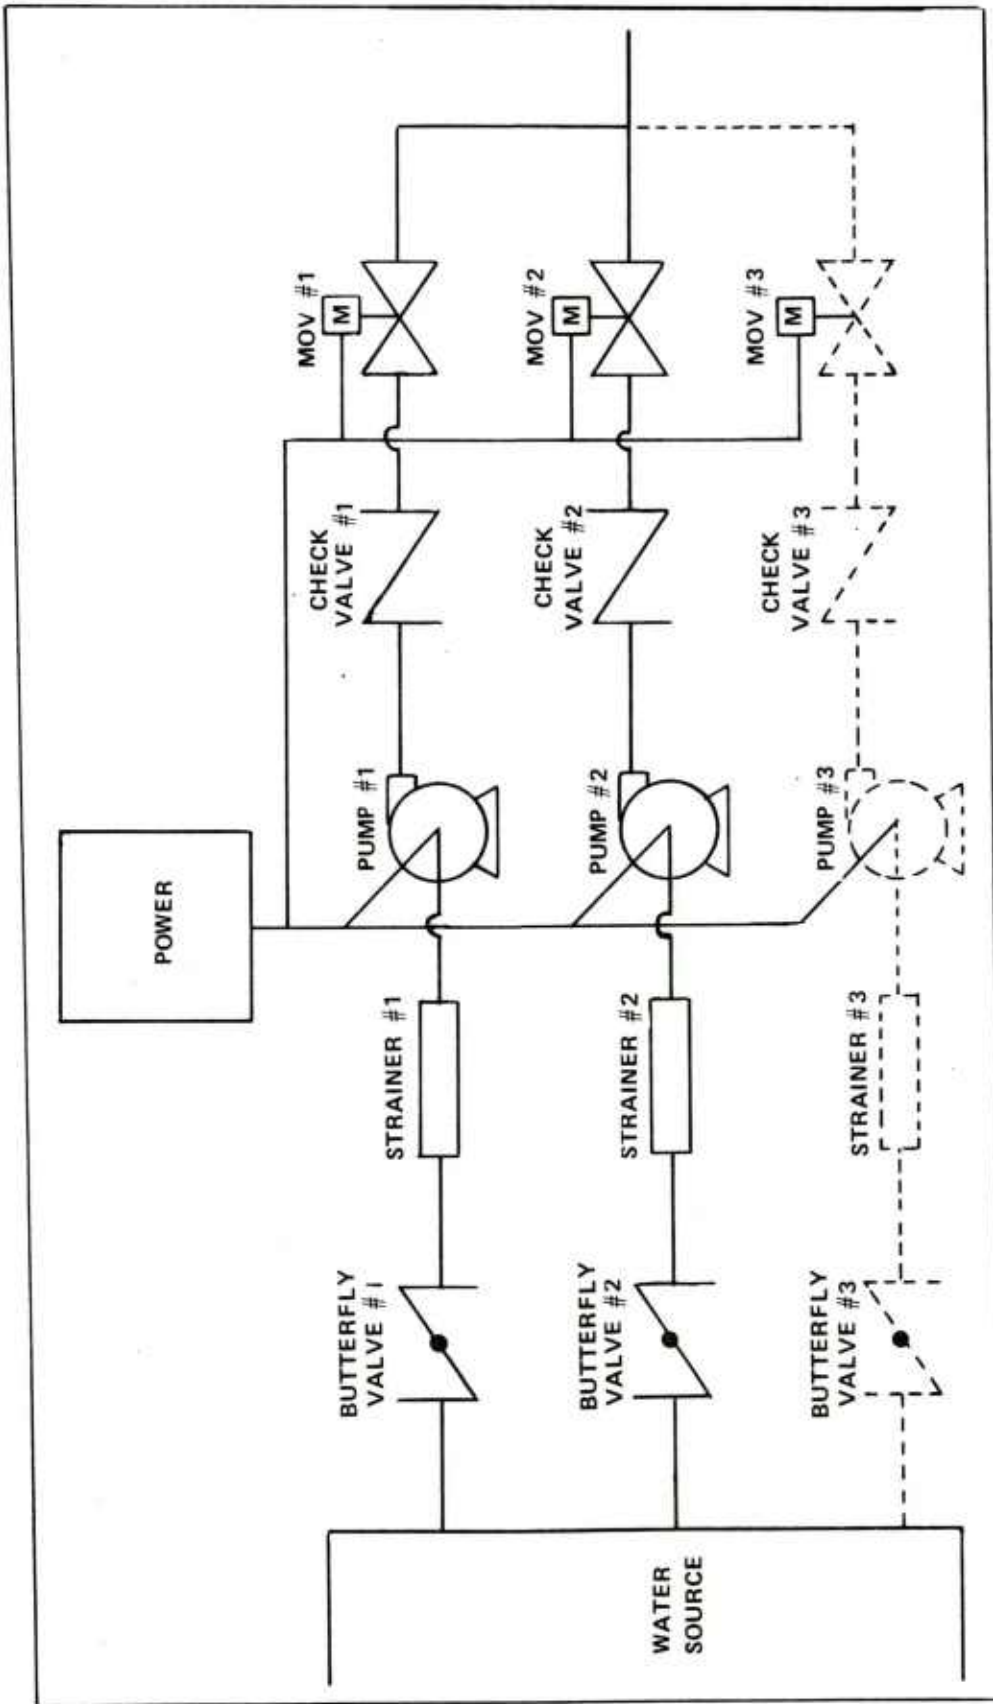 POWER
MOV #1
M
MOV #2
M
MOV #3
M
CHECK
VALVE #1
CHECK
VALVE #2
CHECK
VALVE #3
PUMP #1
PUMP #2
PUMP #3
STRAINER #1
STRAINER #2
STRAINER #3
BUTTERFLY
VALVE #1
BUTTERFLY
VALVE #2
BUTTERFLY
VALVE #3
WATER
SOURCE